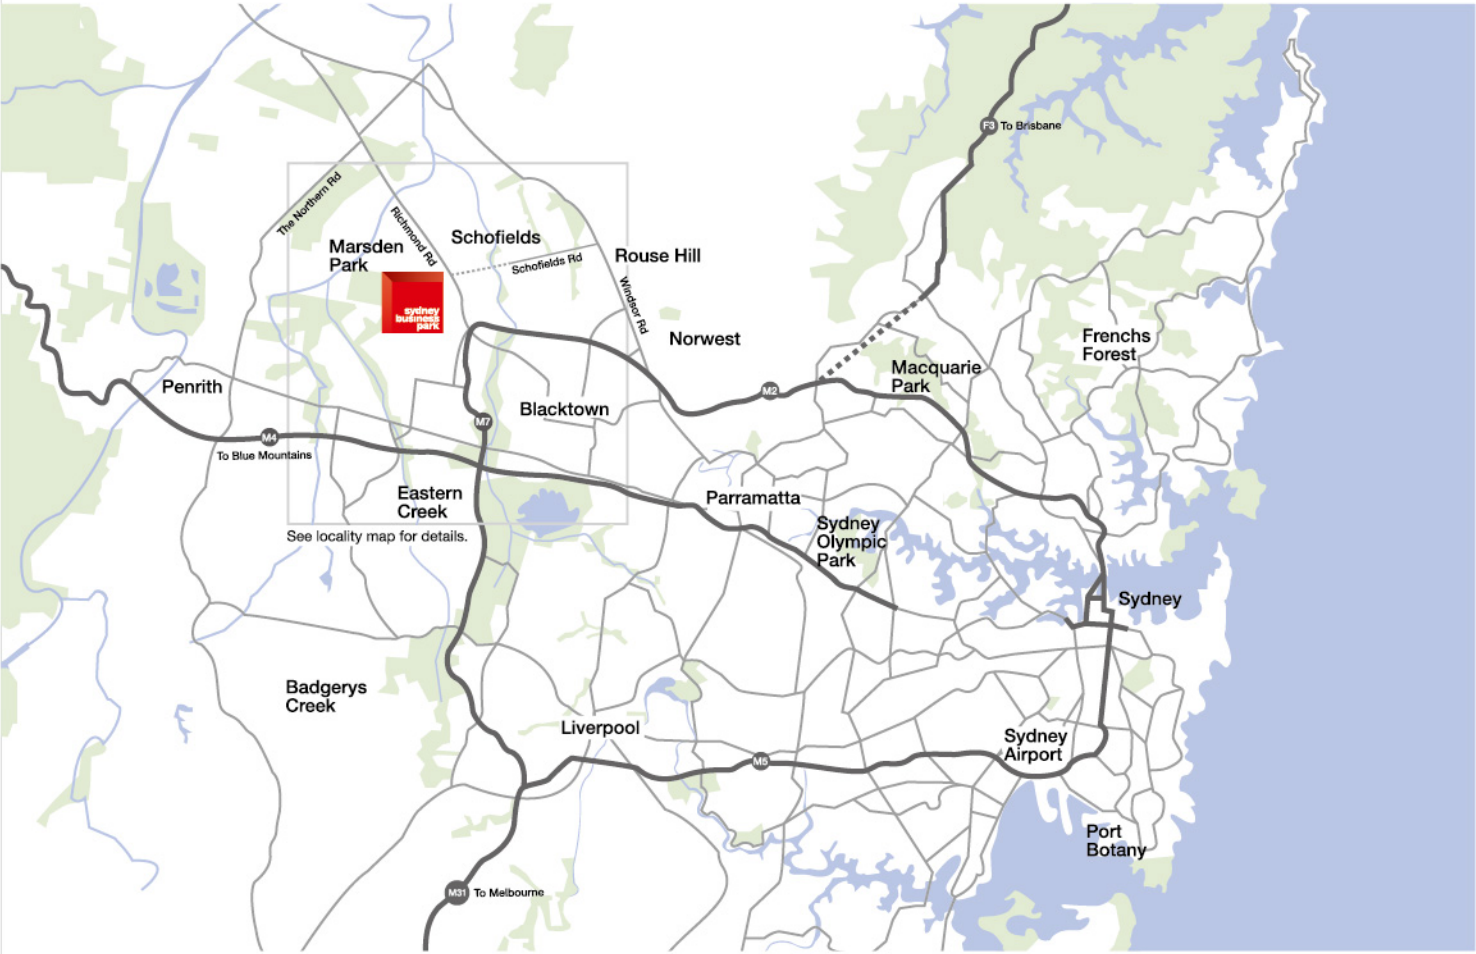 F3 To Brisbane
The Northern Rd
Richmond Rd
Marsden
Park
Schofields
Schofields Rd
Rouse Hill
Windsor Rd
sydney
business
park
Norwest
Frenchs
Forest
Macquarie
Park
Penrith
M2
Blacktown
M7
M4
To Blue Mountains
Eastern
Creek
Parramatta
Sydney
Olympic
Park
See locality map for details.
Sydney
Badgerys
Creek
Liverpool
Sydney
Airport
M5
Port
Botany
M31 To Melbourne